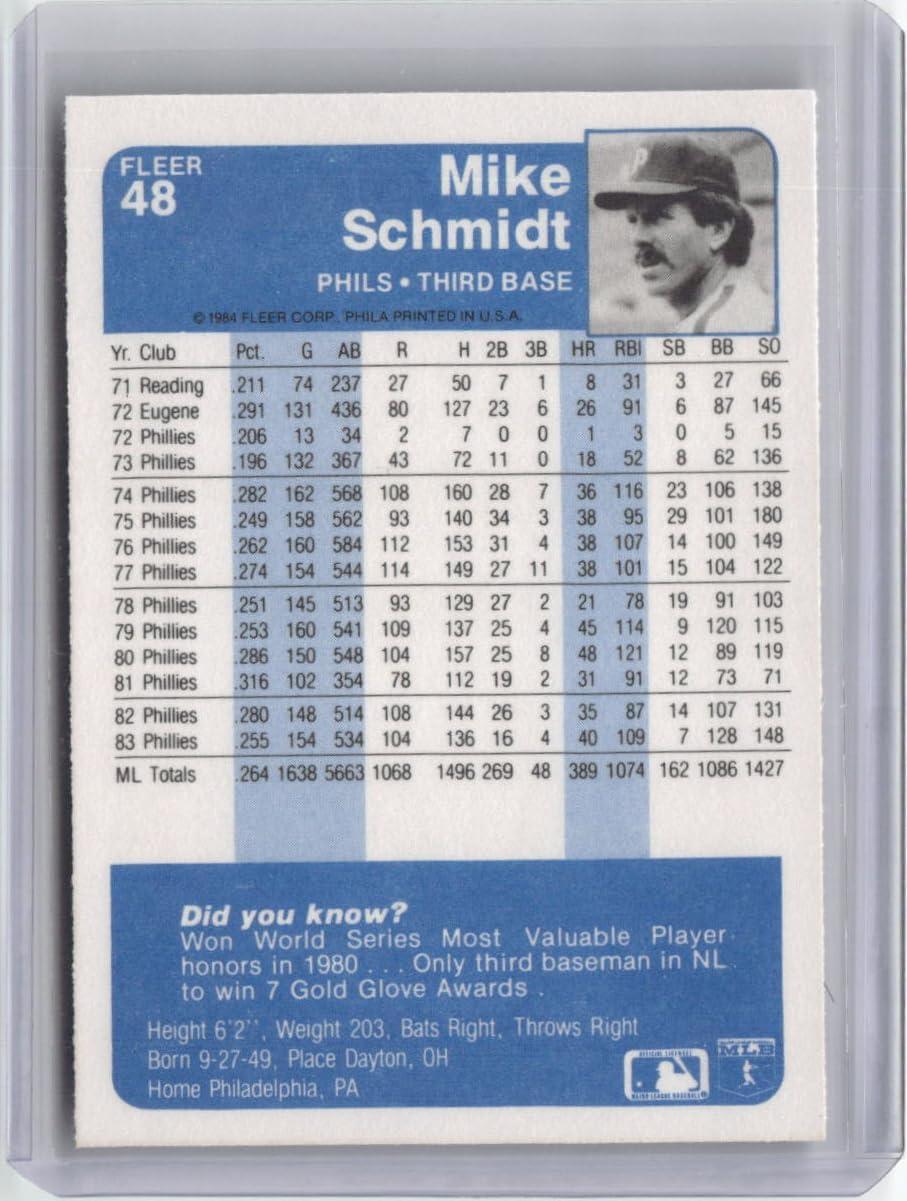 FLEER
48
Mike
Schmidt
PHILS • THIRD BASE
© 1984 FLEER CORP., PHILA PRINTED IN U.S.A.
Yr. Club Pct. G AB R H 2B 3B HR RBI SB BB SO
71 Reading .211 74 237 27 50 7 1 8 31 3 27 66
72 Eugene .291 131 436 80 127 23 6 26 91 6 87 145
72 Phillies .206 13 34 2 7 0 0 1 3 0 5 15
73 Phillies .196 132 367 43 72 11 0 18 52 8 62 136
74 Phillies .282 162 568 108 160 28 7 36 116 23 106 138
75 Phillies .249 158 562 93 140 34 3 38 95 29 101 180
76 Phillies .262 160 584 112 153 31 4 38 107 14 100 149
77 Phillies .274 154 544 114 149 27 11 38 101 15 104 122
78 Phillies .251 145 513 93 129 27 2 21 78 19 91 103
79 Phillies .253 160 541 109 137 25 4 45 114 9 120 115
80 Phillies .286 150 548 104 157 25 8 48 121 12 89 119
81 Phillies .316 102 354 78 112 19 2 31 91 12 73 71
82 Phillies .280 148 514 108 144 26 3 35 87 14 107 131
83 Phillies .255 154 534 104 136 16 4 40 109 7 128 148
ML Totals .264 1638 5663 1068 1496 269 48 389 1074 162 1086 1427
Did you know?
Won World Series Most Valuable Player
honors in 1980 . . . Only third baseman in NL
to win 7 Gold Glove Awards .
Height 6'2'', Weight 203, Bats Right, Throws Right
Born 9-27-49, Place Dayton, OH
Home Philadelphia, PA
OFFICIAL LICENSEE
MAJOR LEAGUE BASEBALL
MLB
P